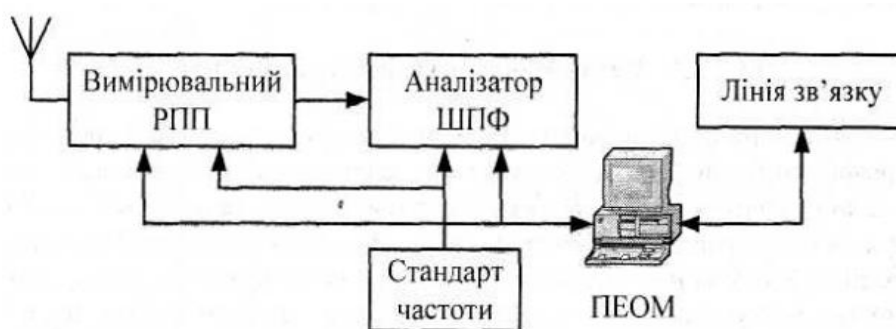 Вимірювальний
РПП
Аналізатор
ШПФ
Лінія зв'язку
Стандарт
частоти
ПЕОМ